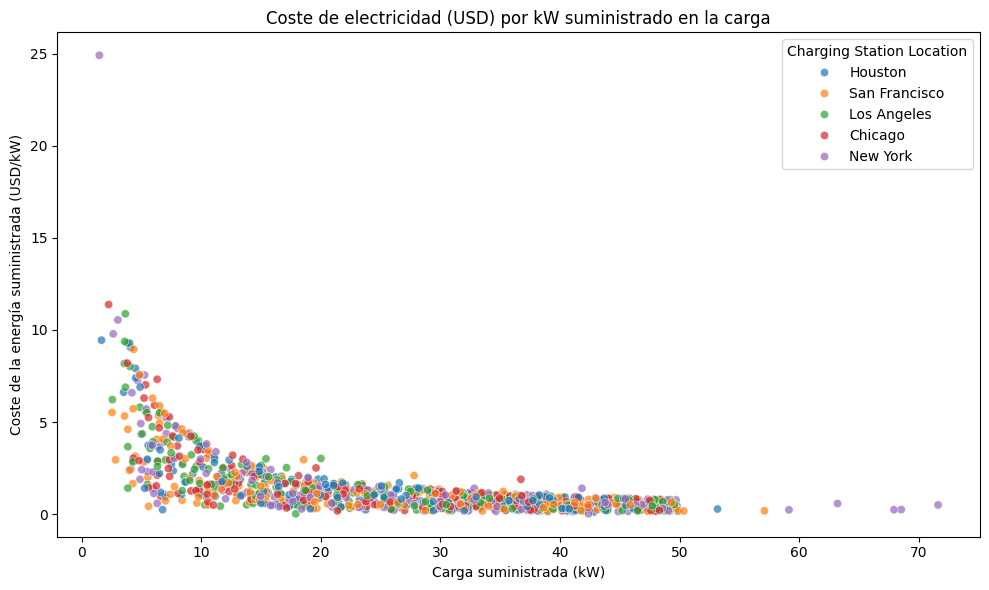 Coste de electricidad (USD) por kW suministrado en la carga
Coste de la energía suministrada (USD/kW)
25
20
15
10
5
0
Charging Station Location
Houston
San Francisco
Los Angeles
Chicago
New York
0 10 20 30 40 50 60 70
Carga suministrada (kW)